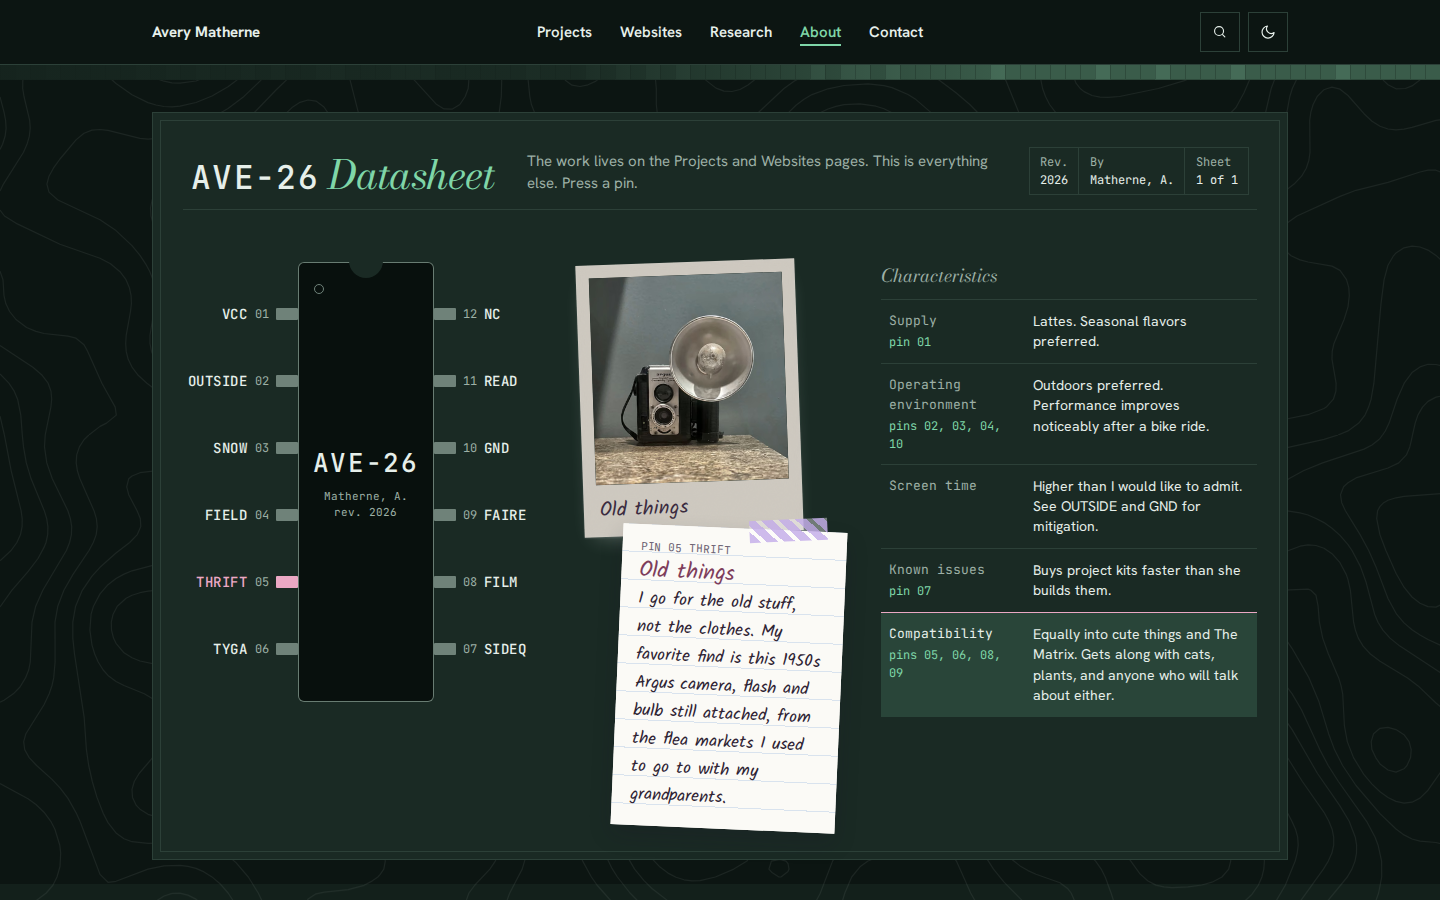 Avery Matherne
Projects Websites Research About Contact
AVE-26 Datasheet
The work lives on the Projects and Websites pages. This is everything
else. Press a pin.
Rev. By Sheet
2026 Matherne, A. 1 of 1
VCC 01
OUTSIDE 02
SNOW 03
FIELD 04
THRIFT 05
TYGA 06
AVE-26
Matherne, A.
rev. 2026
12 NC
11 READ
10 GND
09 FAIRE
08 FILM
07 SIDEQ
Old things
PIN 05 THRIFT
Old things
I go for the old stuff,
not the clothes. My
favorite find is this 1950s
Argus camera, flash and
bulb still attached, from
the flea markets I used
to go to with my
grandparents.
Characteristics
Supply
pin 01
Lattes. Seasonal flavors
preferred.
Operating
environment
pins 02, 03, 04,
10
Outdoors preferred.
Performance improves
noticeably after a bike ride.
Screen time
Higher than I would like to admit.
See OUTSIDE and GND for
mitigation.
Known issues
pin 07
Buys project kits faster than she
builds them.
Compatibility
pins 05, 06, 08,
09
Equally into cute things and The
Matrix. Gets along with cats,
plants, and anyone who will talk
about either.